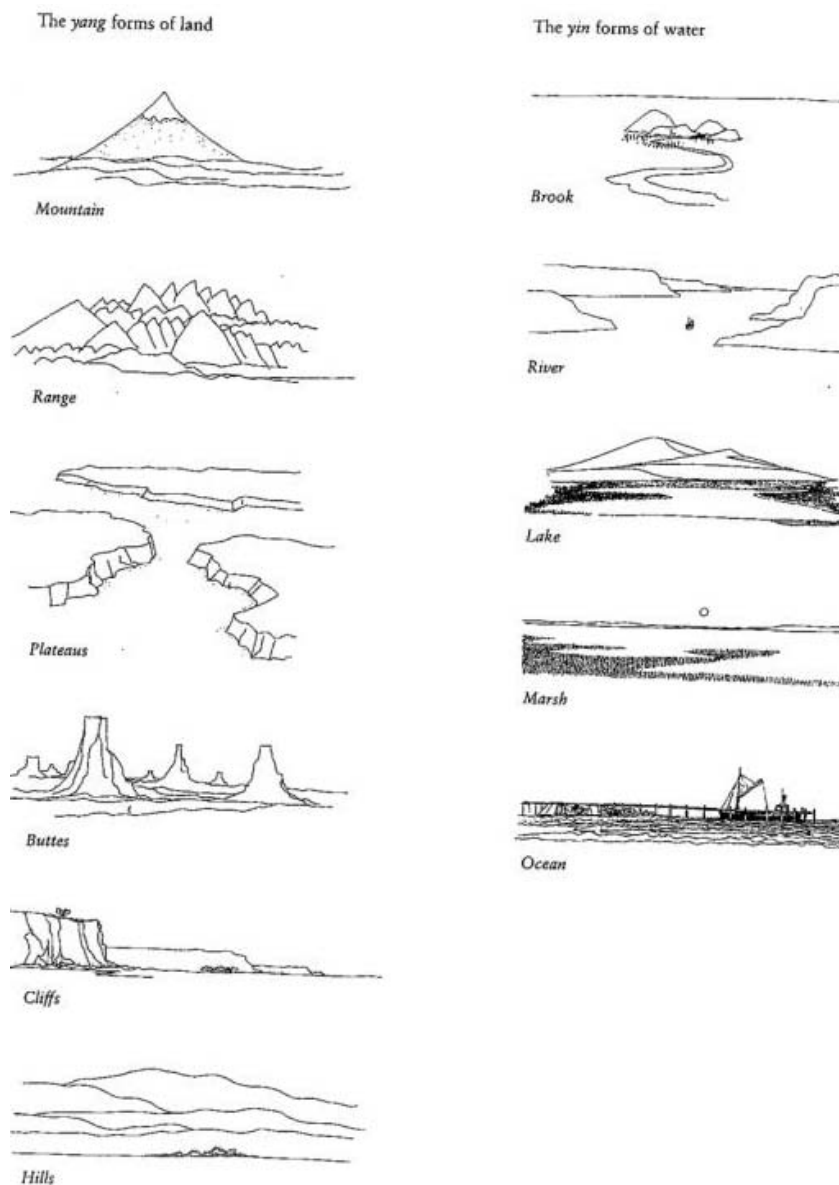 The yang forms of land
Mountain
Range
Plateaus
Buttes
Cliffs
Hills
The yin forms of water
Brook
River
Lake
Marsh
Ocean